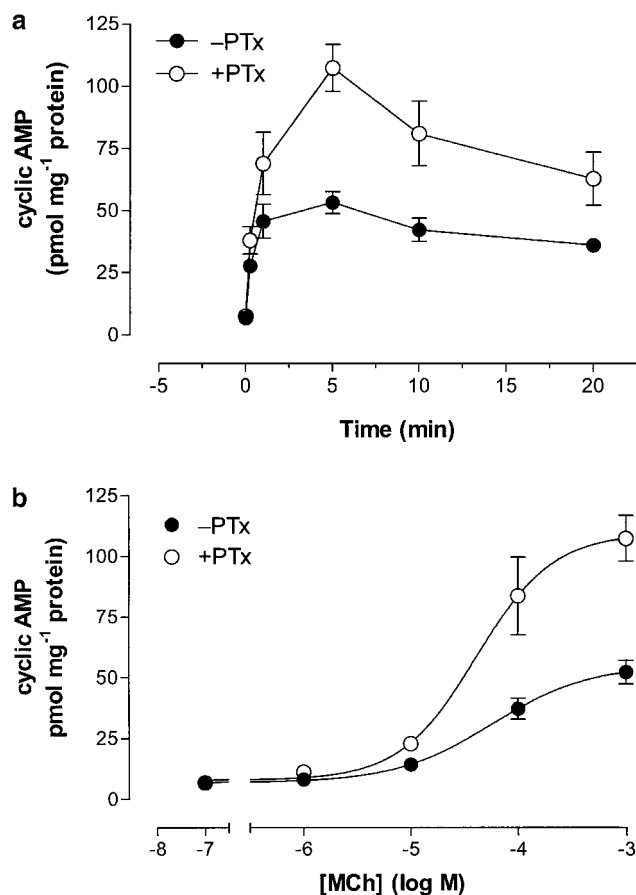 a
–PTx
+PTx
cyclic AMP
(pmol mg⁻¹ protein)
125
100
75
50
25
0
-5 0 5 10 15 20
Time (min)
b
–PTx
+PTx
cyclic AMP
pmol mg⁻¹ protein)
125
100
75
50
25
0
-8 -7 -6 -5 -4 -3
[MCh] (log M)